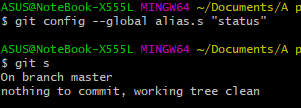 ASUS@NoteBook-X555L MINGW64 ~/Documents/A p
$ git config --global alias.s "status"
ASUS@NoteBook-X555L MINGW64 ~/Documents/A p
$ git s
On branch master
nothing to commit, working tree clean